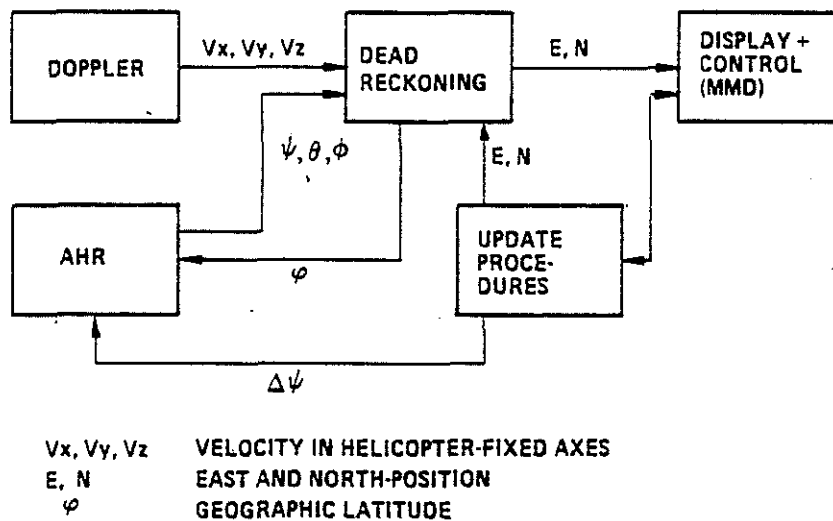 DOPPLER
Vx, Vy, Vz
DEAD
RECKONING
E, N
DISPLAY +
CONTROL
(MMD)
ψ, θ, ϕ
E, N
AHR
φ
UPDATE
PROCE-
DURES
Δψ
Vx, Vy, Vz VELOCITY IN HELICOPTER-FIXED AXES
E, N EAST AND NORTH-POSITION
φ GEOGRAPHIC LATITUDE